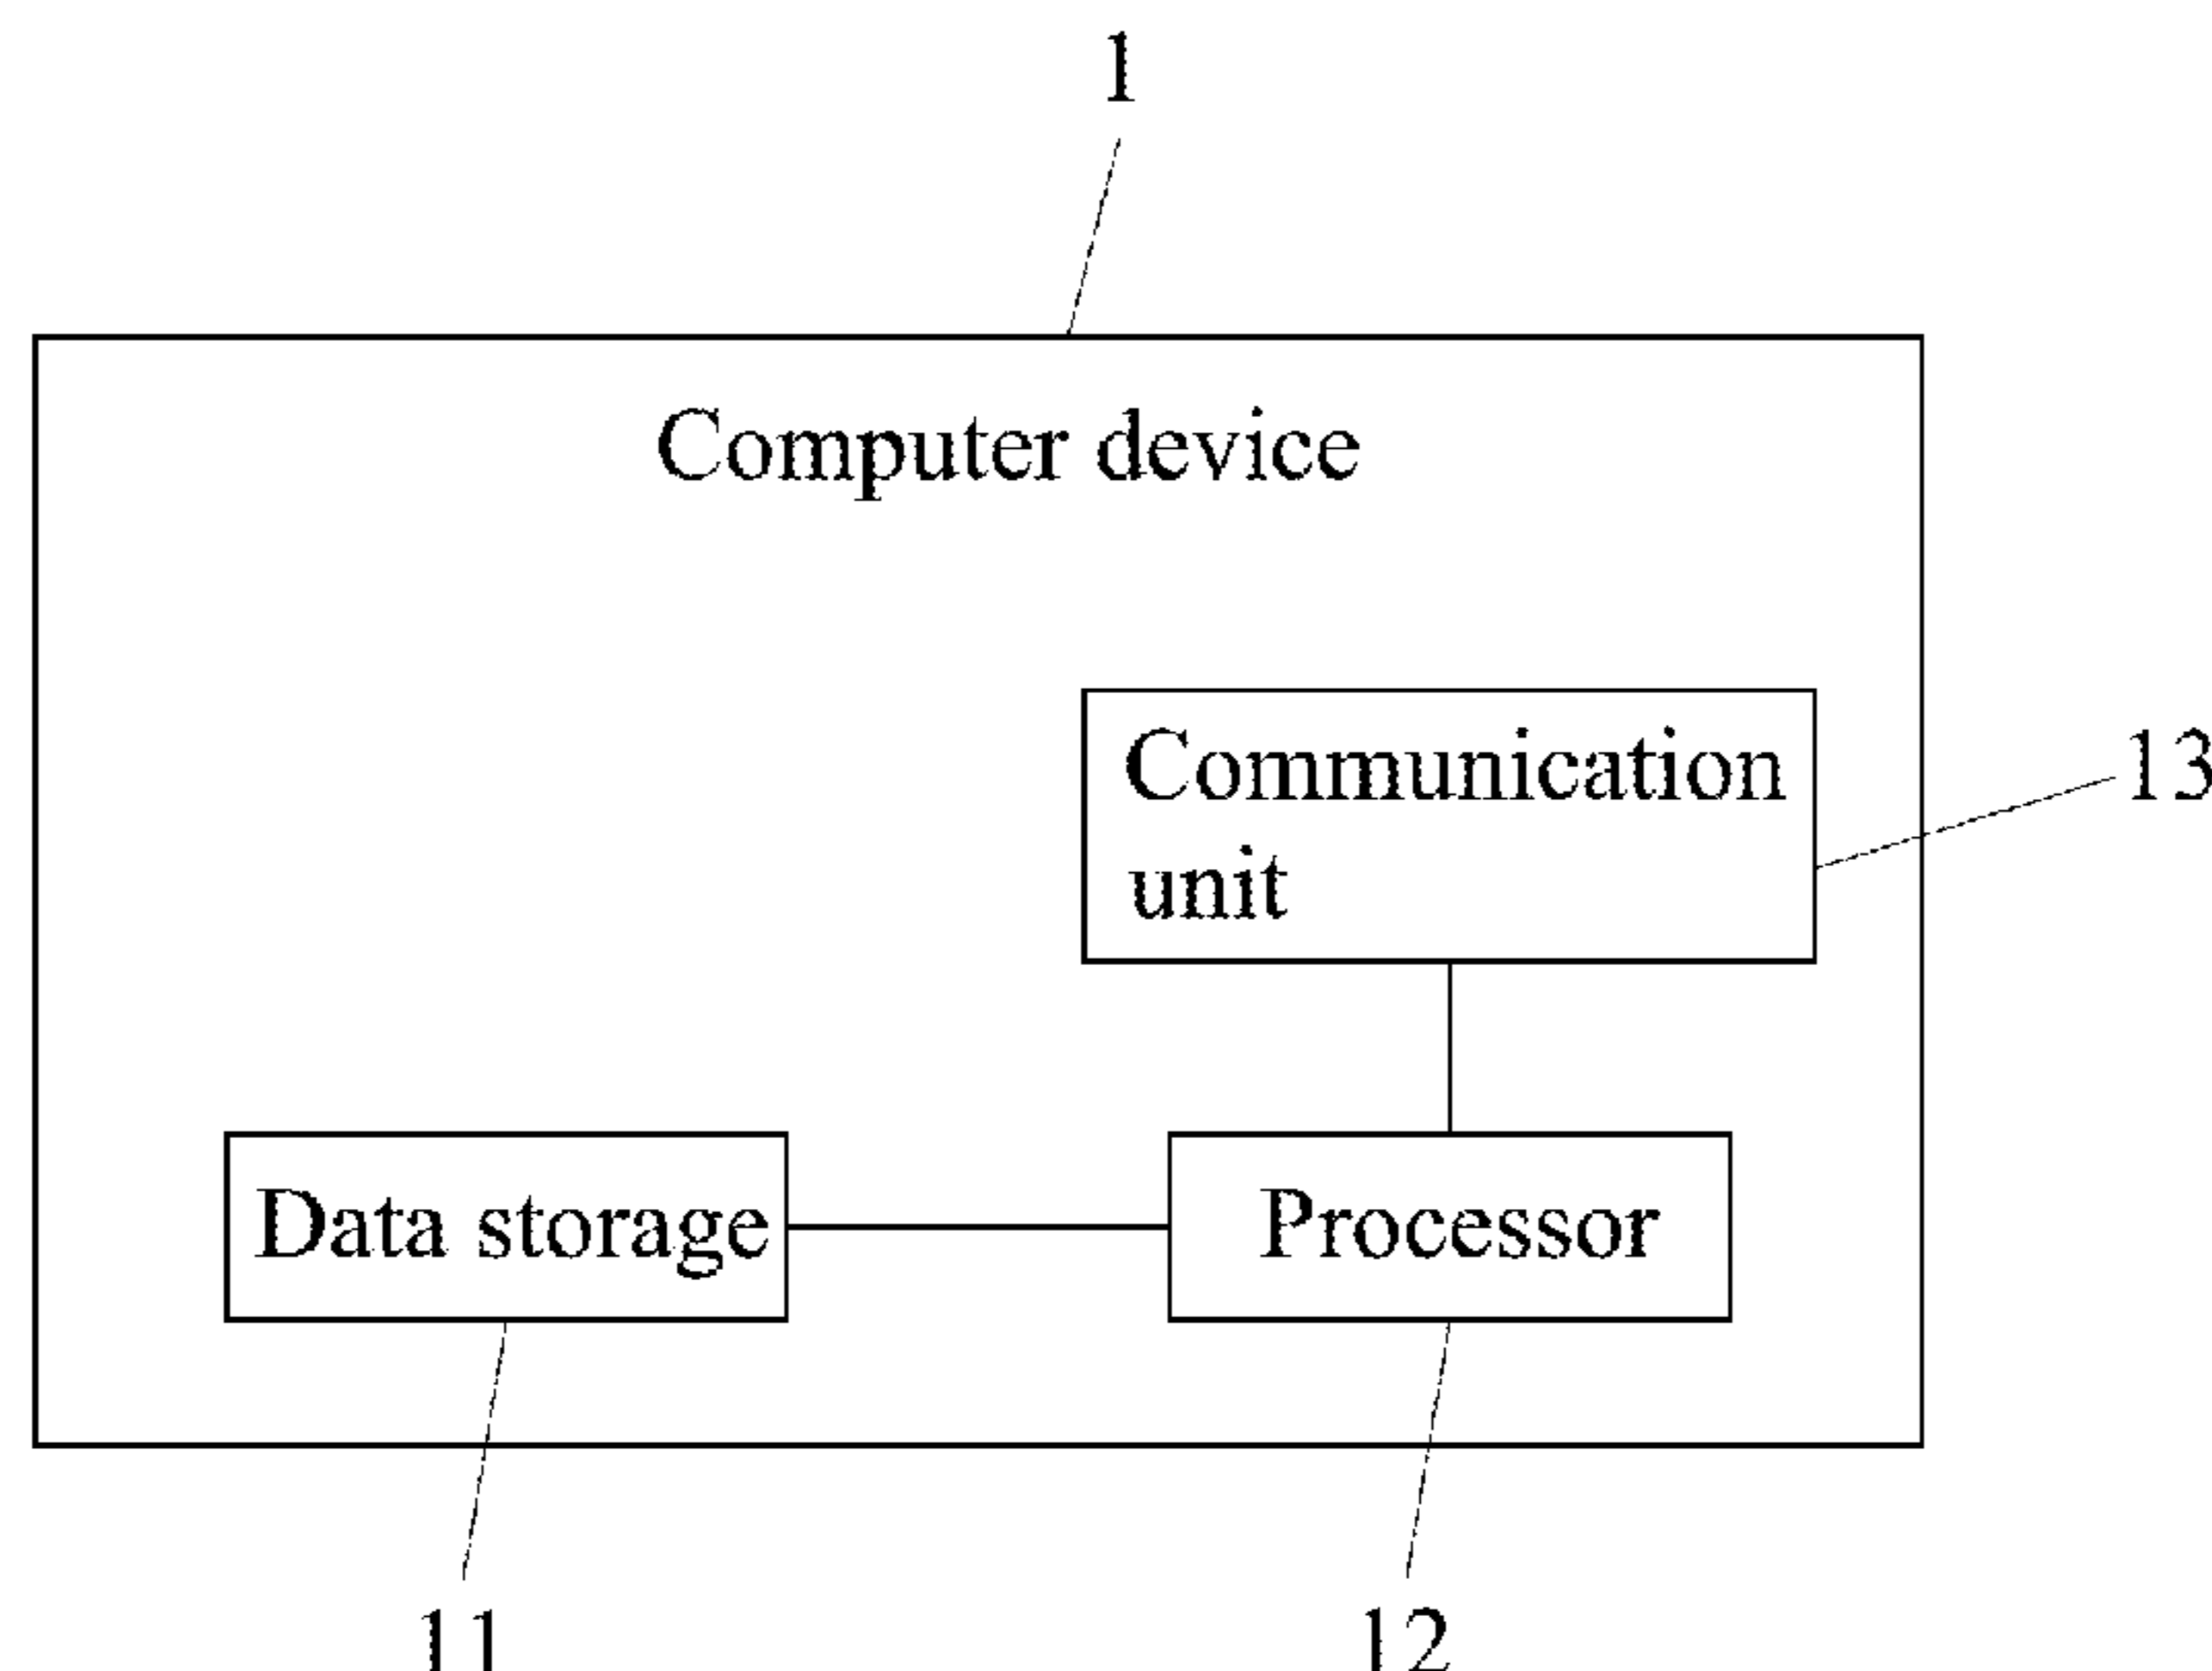 1
Computer device
Communication
unit
13
Data storage
Processor
11
12